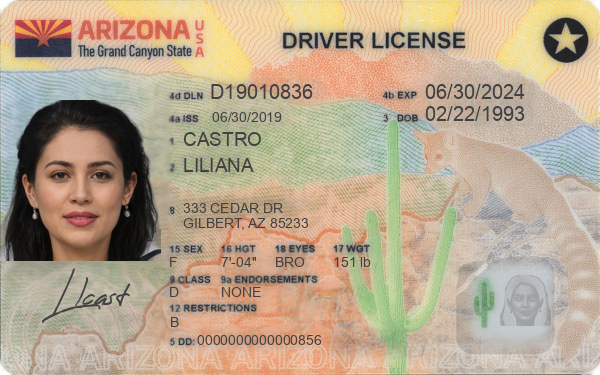 ARIZONA USA
The Grand Canyon State
DRIVER LICENSE
4d DLN D19010836 4b EXP 06/30/2024
4a ISS 06/30/2019 3 DOB 02/22/1993
1 CASTRO
2 LILIANA
8 333 CEDAR DR
GILBERT, AZ 85233
15 SEX 16 HGT 18 EYES 17 WGT
F 7'-04" BRO 151 lb
9 CLASS 9a ENDORSEMENTS
D NONE
12 RESTRICTIONS
B
5 DD: 0000000000000856
Lcast
ARIZONA ARIZONA ARIZONA ARIZONA